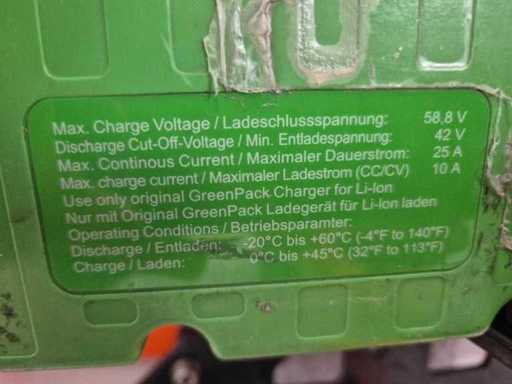 Max. Charge Voltage / Ladeschlussspannung: 58,8 V
Discharge Cut-Off-Voltage / Min. Entladespannung: 42 V
Max. Continous Current / Maximaler Dauerstrom: 25 A
Max. charge current / Maximaler Ladestrom (CC/CV) 10 A
Use only original GreenPack Charger for Li-Ion
Nur mit Original GreenPack Ladegerät für Li-Ion laden
Operating Conditions / Betriebsparamter:
Discharge / Entladen: -20°C bis +60°C (-4°F to 140°F)
Charge / Laden: 0°C bis +45°C (32°F to 113°F)